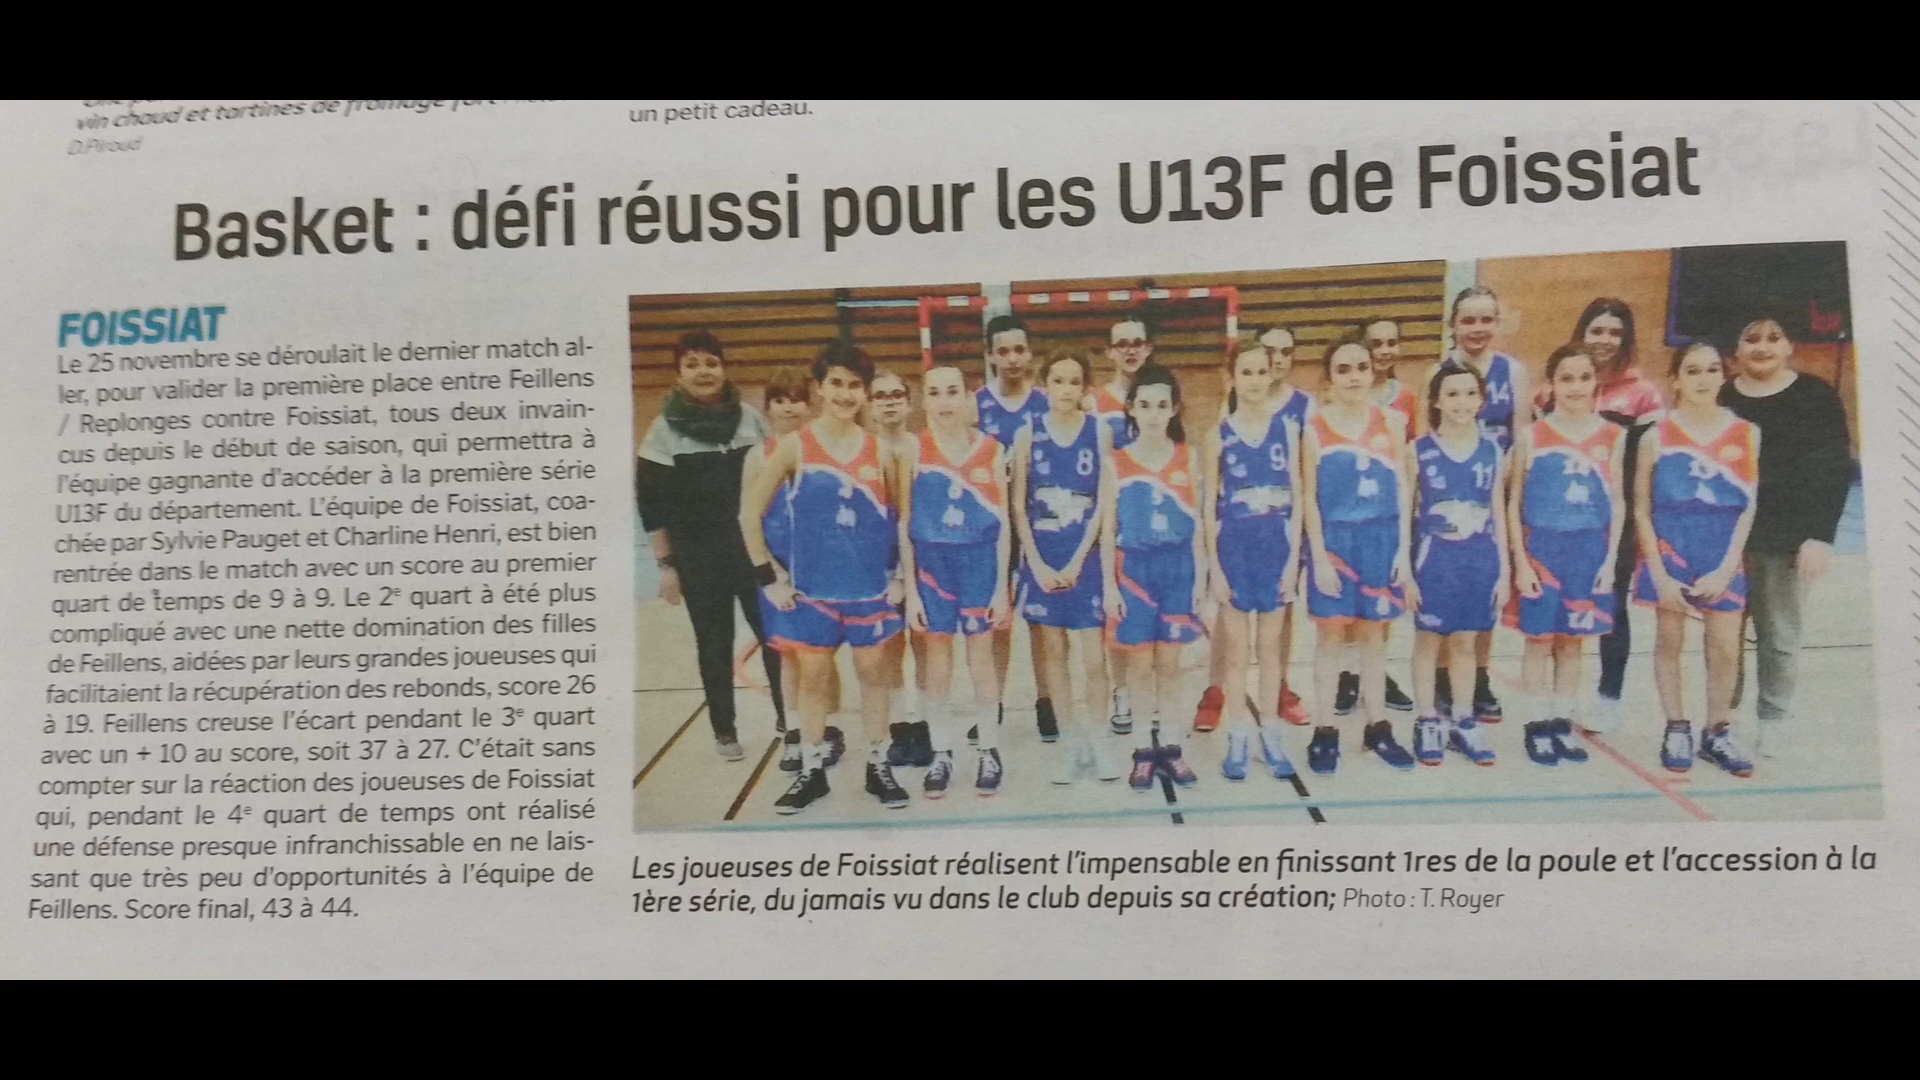 vin chaud et tartines de fromage fort
D.Piroud
un petit cadeau.
Basket : défi réussi pour les U13F de Foissiat
FOISSIAT
Le 25 novembre se déroulait le dernier match al-
ler, pour valider la première place entre Feillens
/ Replonges contre Foissiat, tous deux invain-
cus depuis le début de saison, qui permettra à
l'équipe gagnante d'accéder à la première série
U13F du département. L'équipe de Foissiat, coa-
chée par Sylvie Pauget et Charline Henri, est bien
rentrée dans le match avec un score au premier
quart de temps de 9 à 9. Le 2e quart à été plus
compliqué avec une nette domination des filles
de Feillens, aidées par leurs grandes joueuses qui
facilitaient la récupération des rebonds, score 26
à 19. Feillens creuse l'écart pendant le 3e quart
avec un + 10 au score, soit 37 à 27. C'était sans
compter sur la réaction des joueuses de Foissiat
qui, pendant le 4e quart de temps ont réalisé
une défense presque infranchissable en ne lais-
sant que très peu d'opportunités à l'équipe de
Feillens. Score final, 43 à 44.
8
9
11
14
Les joueuses de Foissiat réalisent l'impensable en finissant 1res de la poule et l'accession à la
1ère série, du jamais vu dans le club depuis sa création; Photo : T. Royer